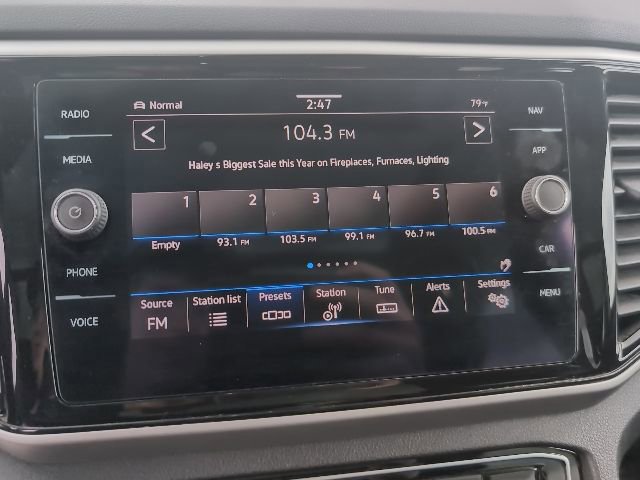 RADIO
MEDIA
PHONE
VOICE
Normal
2:47
79°F
< 104.3 FM >
Haley s Biggest Sale this Year on Fireplaces, Furnaces, Lighting
1 2 3 4 5 6
Empty 93.1 FM 103.5 FM 99.1 FM 96.7 FM 100.5 FM
Source Station list Presets Station Tune Alerts Settings
FM
NAV
APP
CAR
MENU